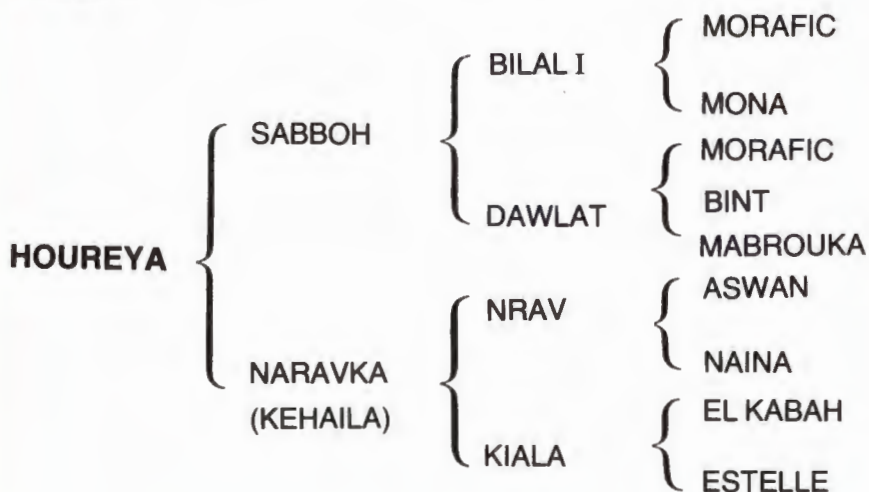 MORAFIC
BILAL I
MONA
SABBOH
MORAFIC
DAWLAT
BINT
MABROUKA
HOUREYA
ASWAN
NRAV
NAINA
NARAVKA
(KEHAILA)
EL KABAH
KIALA
ESTELLE